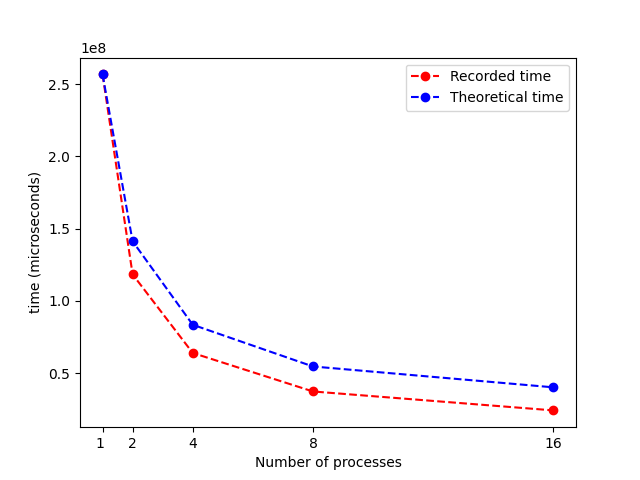 1e8
Recorded time
Theoretical time
2.5
2.0
1.5
1.0
0.5
time (microseconds)
1 2 4 8 16
Number of processes